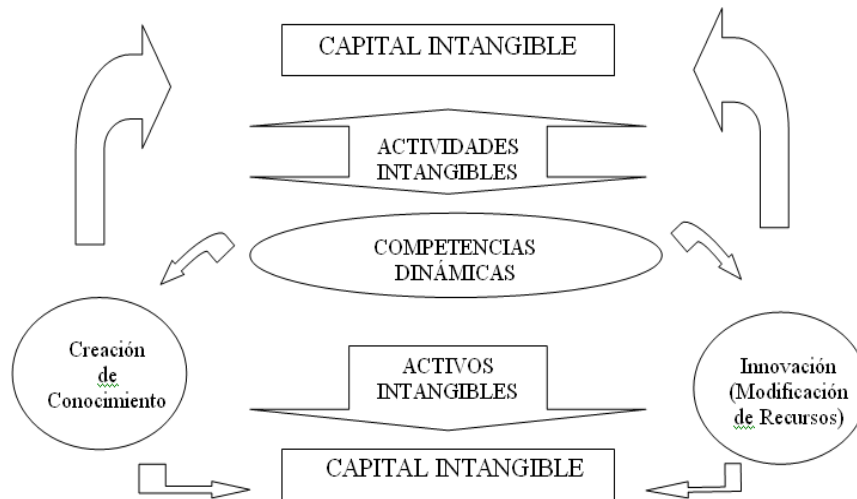 CAPITAL INTANGIBLE
ACTIVIDADES
INTANGIBLES
COMPETENCIAS
DINÁMICAS
Creación
de
Conocimiento
ACTIVOS
INTANGIBLES
Innovación
(Modificación
de Recursos)
CAPITAL INTANGIBLE